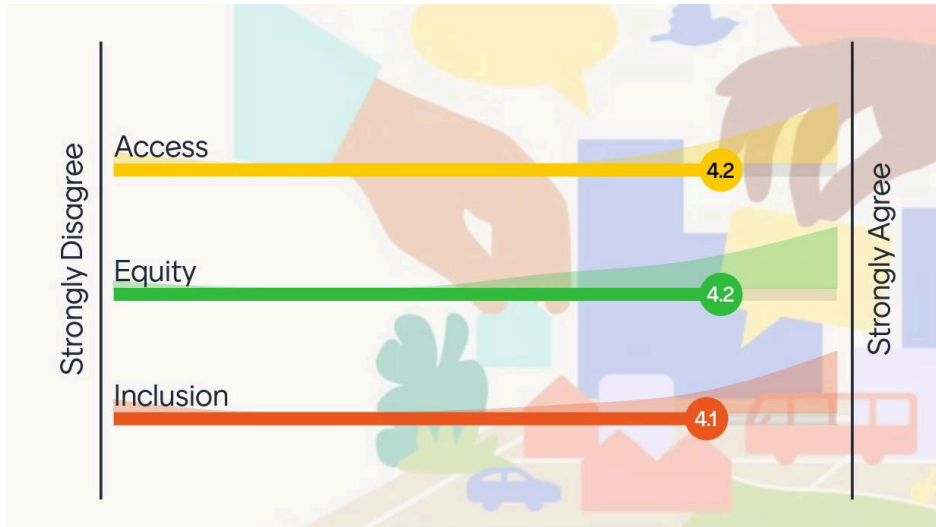 Strongly Disagree
Access
4.2
Equity
4.2
Inclusion
4.1
Strongly Agree